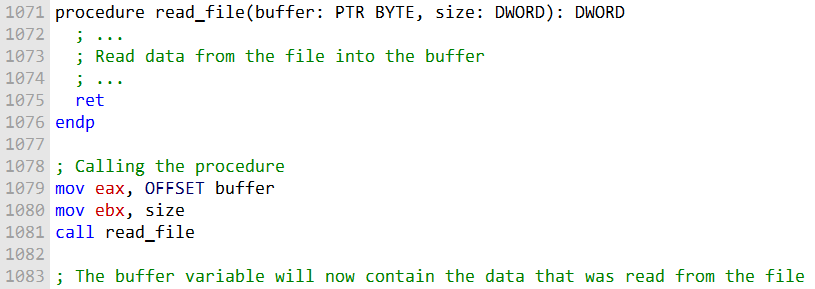 1071 procedure read_file(buffer: PTR BYTE, size: DWORD): DWORD
1072   ; ...
1073   ; Read data from the file into the buffer
1074   ; ...
1075   ret
1076 endp
1077
1078 ; Calling the procedure
1079 mov eax, OFFSET buffer
1080 mov ebx, size
1081 call read_file
1082
1083 ; The buffer variable will now contain the data that was read from the file